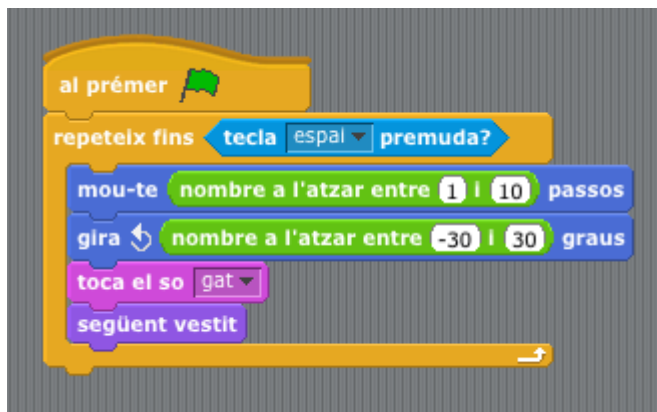 al prémer
repeteix fins tecla espai premuda?
mou-te nombre a l'atzar entre 1 i 10 passos
gira nombre a l'atzar entre -30 i 30 graus
toca el so gat
següent vestit